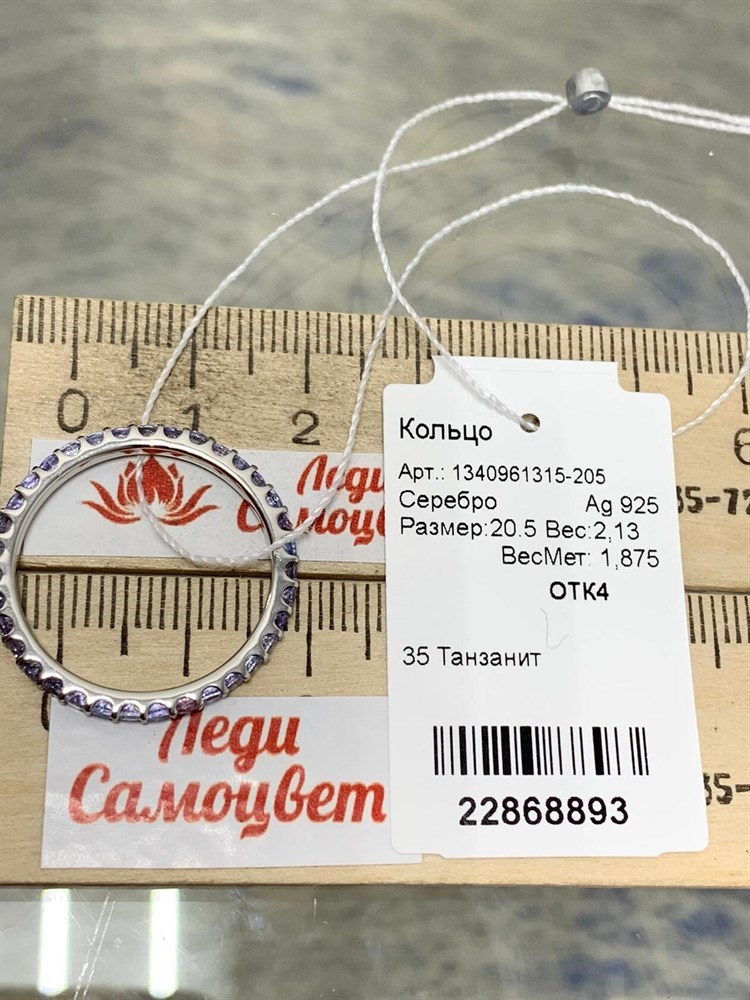 0 1 2 6
Кольцо
Арт.: 1340961315-205
Серебро Ag 925
Размер:20.5 Вес:2,13
ВесМет: 1,875
ОТК4
35 Танзанит
22868893
Леди
Самоцвет
Леди
Самоцвет